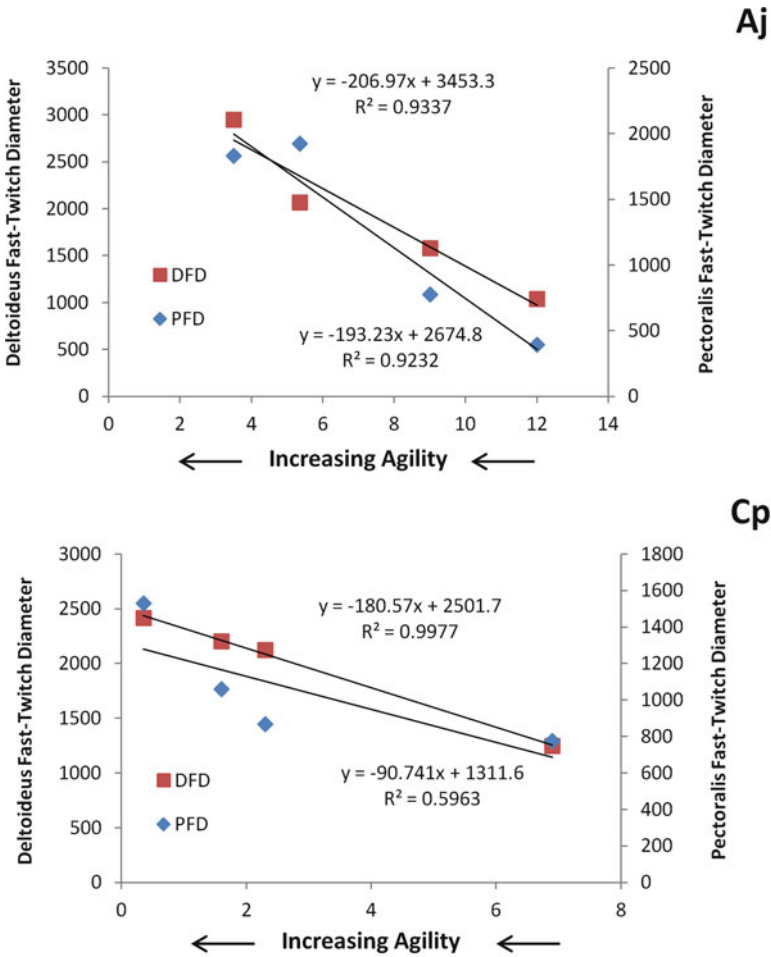 Aj
3500
3000
2500
2000
1500
1000
500
0
Deltoideus Fast-Twitch Diameter
y = -206.97x + 3453.3
R² = 0.9337
DFD
PFD
y = -193.23x + 2674.8
R² = 0.9232
2500
2000
1500
1000
500
0
Pectoralis Fast-Twitch Diameter
0 2 4 6 8 10 12 14
Increasing Agility
Cp
3000
2500
2000
1500
1000
500
0
Deltoideus Fast-Twitch Diameter
y = -180.57x + 2501.7
R² = 0.9977
DFD
PFD
y = -90.741x + 1311.6
R² = 0.5963
1800
1600
1400
1200
1000
800
600
400
200
0
Pectoralis Fast-Twitch Diameter
0 2 4 6 8
Increasing Agility